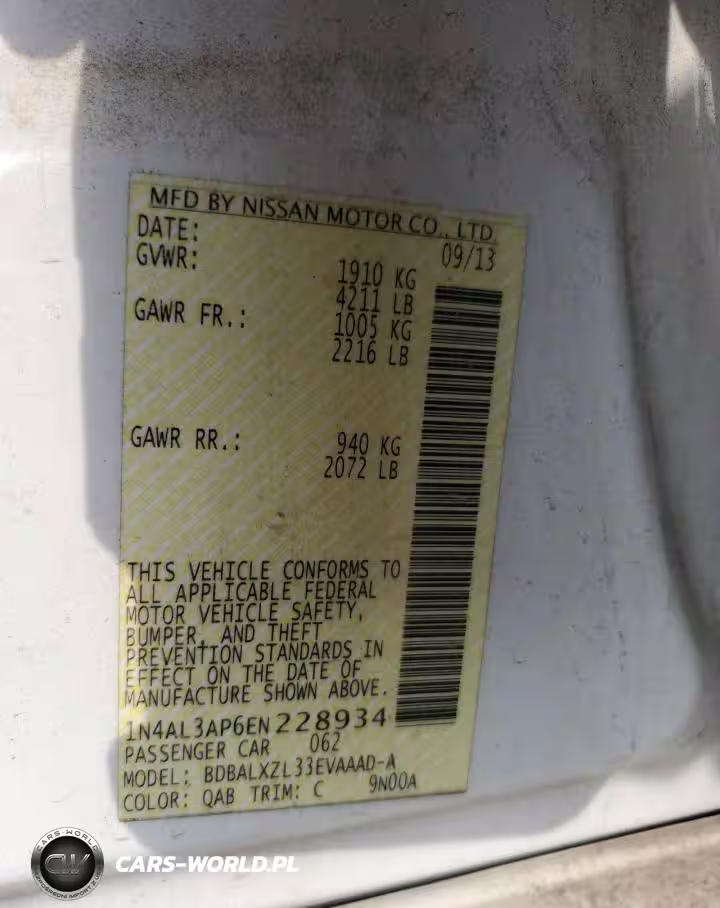 MFD BY NISSAN MOTOR CO., LTD.
DATE: 09/13
GVWR: 1910 KG
4211 LB
GAWR FR.: 1005 KG
2216 LB
GAWR RR.: 940 KG
2072 LB
THIS VEHICLE CONFORMS TO
ALL APPLICABLE FEDERAL
MOTOR VEHICLE SAFETY,
BUMPER, AND THEFT
PREVENTION STANDARDS IN
EFFECT ON THE DATE OF
MANUFACTURE SHOWN ABOVE.
1N4AL3AP6EN228934
PASSENGER CAR 062
MODEL: BDBALXZL33EVAAAD-A
COLOR: QAB TRIM: C 9N00A
CARS-WORLD
CW
CARS-WORLD.PL